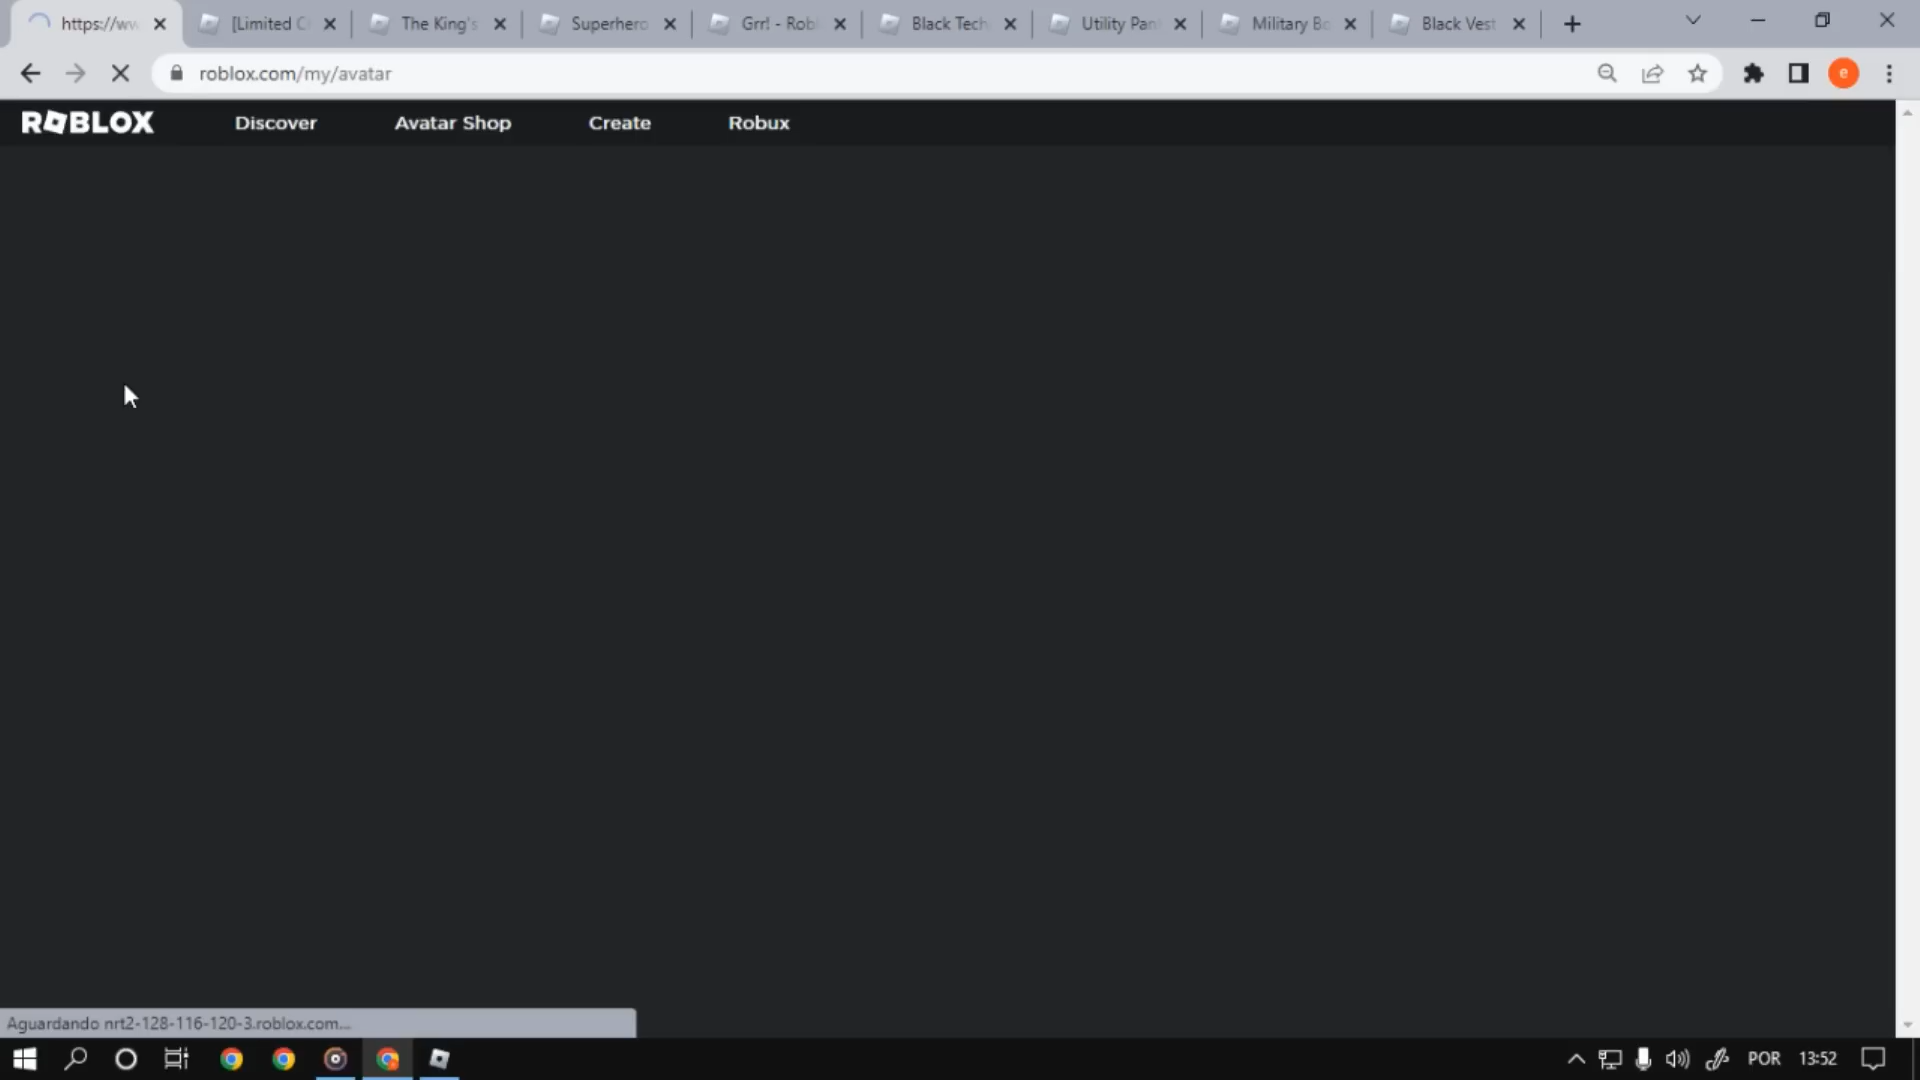 https://ww
[Limited C
The King's
Superhero
Grr! - Rob
Black Tech
Utility Pan
Military Bo
Black Vest
roblox.com/my/avatar
e
ROBLOX
Discover
Avatar Shop
Create
Robux
Aguardando nrt2-128-116-120-3.roblox.com...
POR
13:52